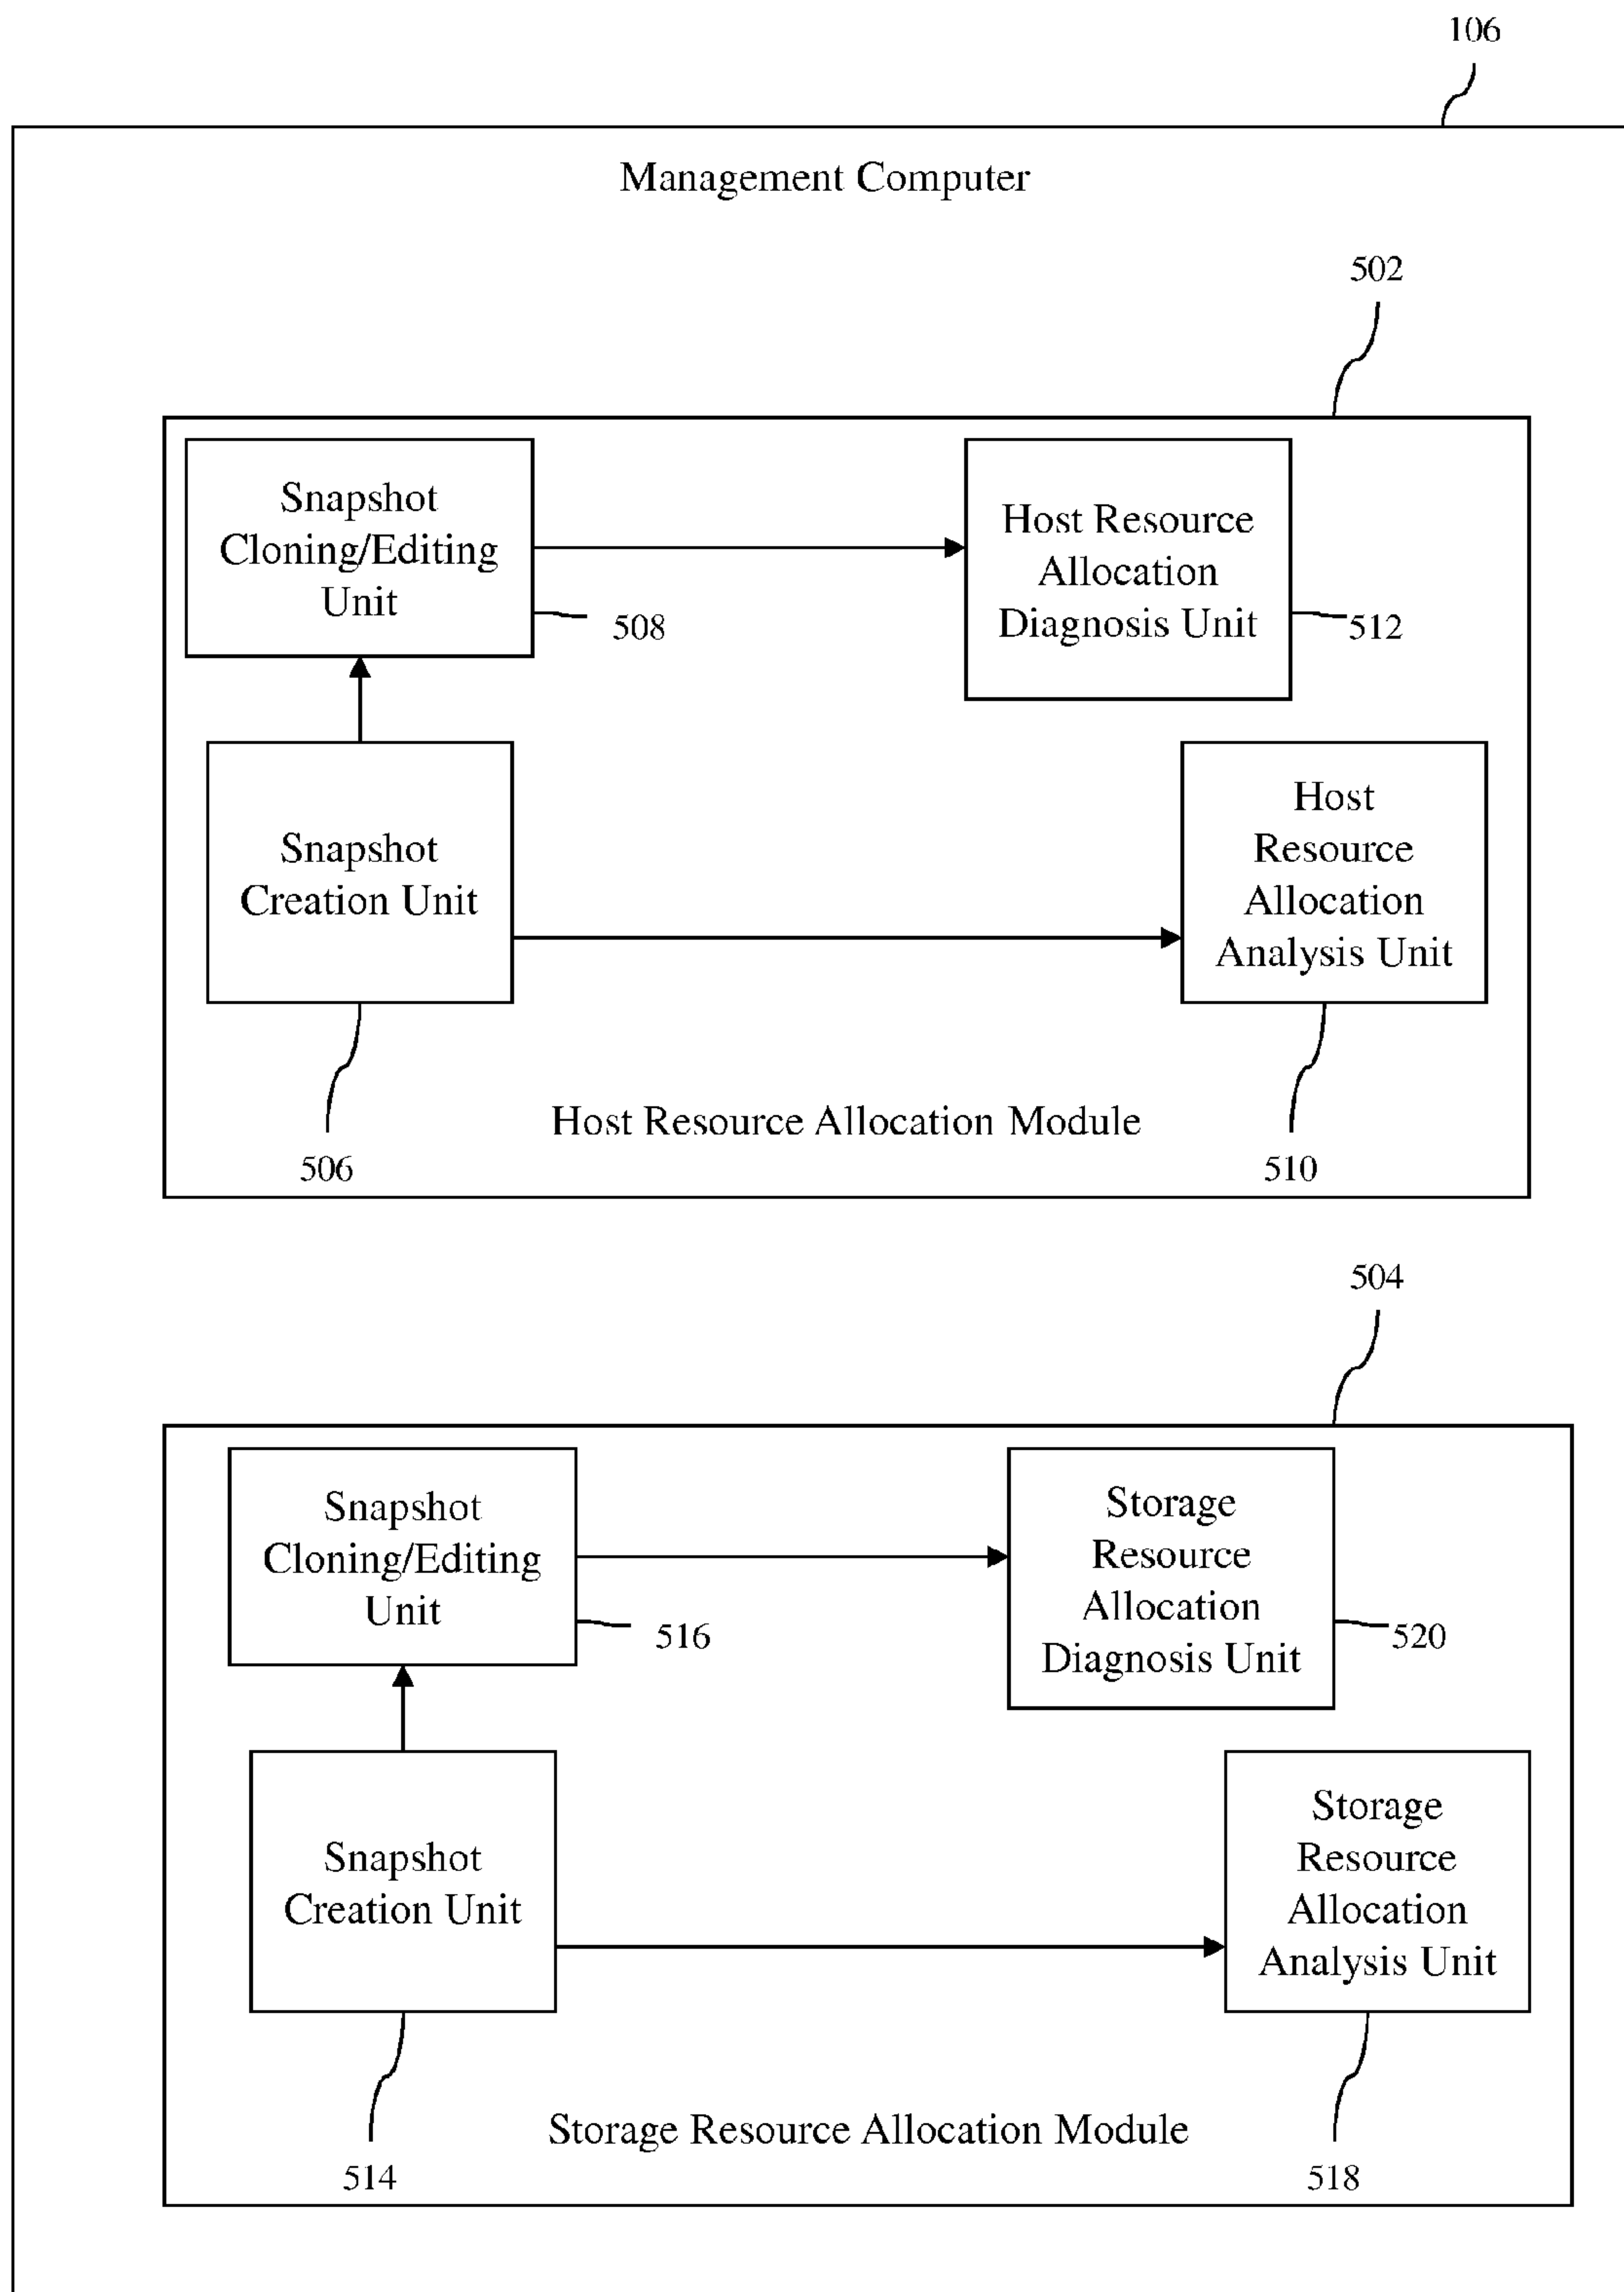 106
Management Computer
502
Snapshot
Cloning/Editing
Unit
508
Host Resource
Allocation
Diagnosis Unit
512
Snapshot
Creation Unit
506
Host
Resource
Allocation
Analysis Unit
510
Host Resource Allocation Module
504
Snapshot
Cloning/Editing
Unit
516
Storage
Resource
Allocation
Diagnosis Unit
520
Snapshot
Creation Unit
514
Storage
Resource
Allocation
Analysis Unit
518
Storage Resource Allocation Module